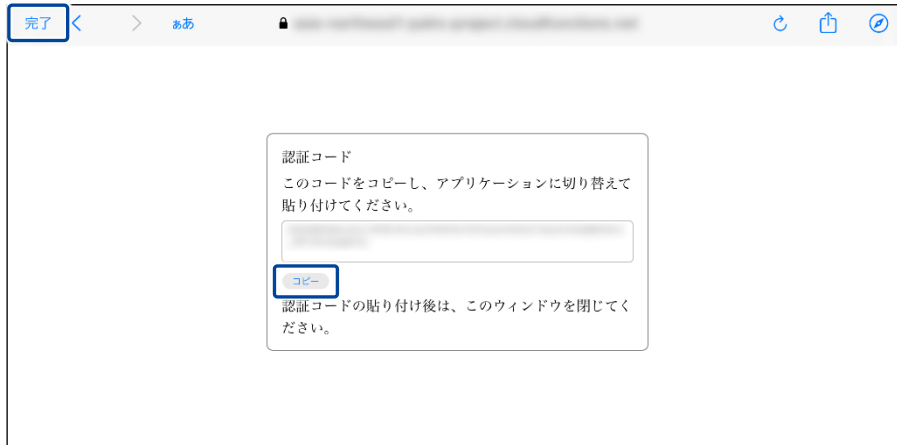 完了
ぁあ
認証コード
このコードをコピーし、アプリケーションに切り替えて
貼り付けてください。
コピー
認証コードの貼り付け後は、このウィンドウを閉じてく
ださい。